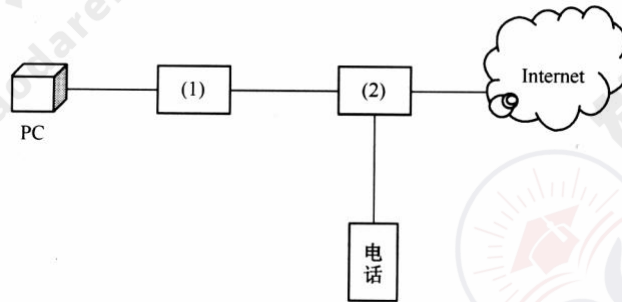 PC
(1)
(2)
Internet
电
话